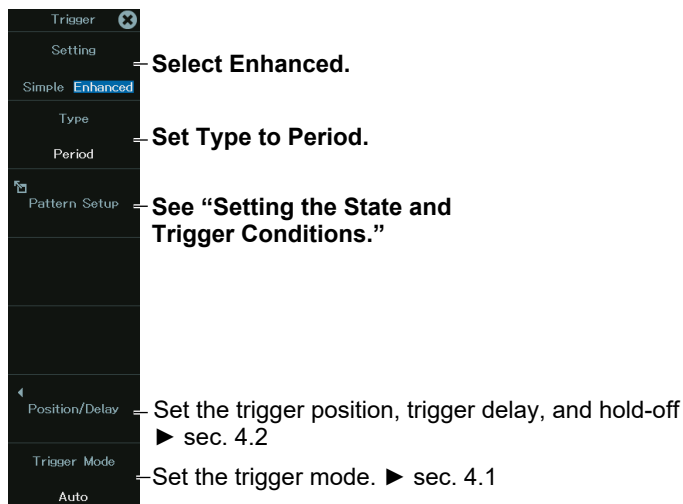 Trigger
Setting
Simple Enhanced
Select Enhanced.
Type
Period
Set Type to Period.
Pattern Setup
See “Setting the State and
Trigger Conditions.”
Position/Delay
Set the trigger position, trigger delay, and hold-off
► sec. 4.2
Trigger Mode
Auto
Set the trigger mode. ► sec. 4.1